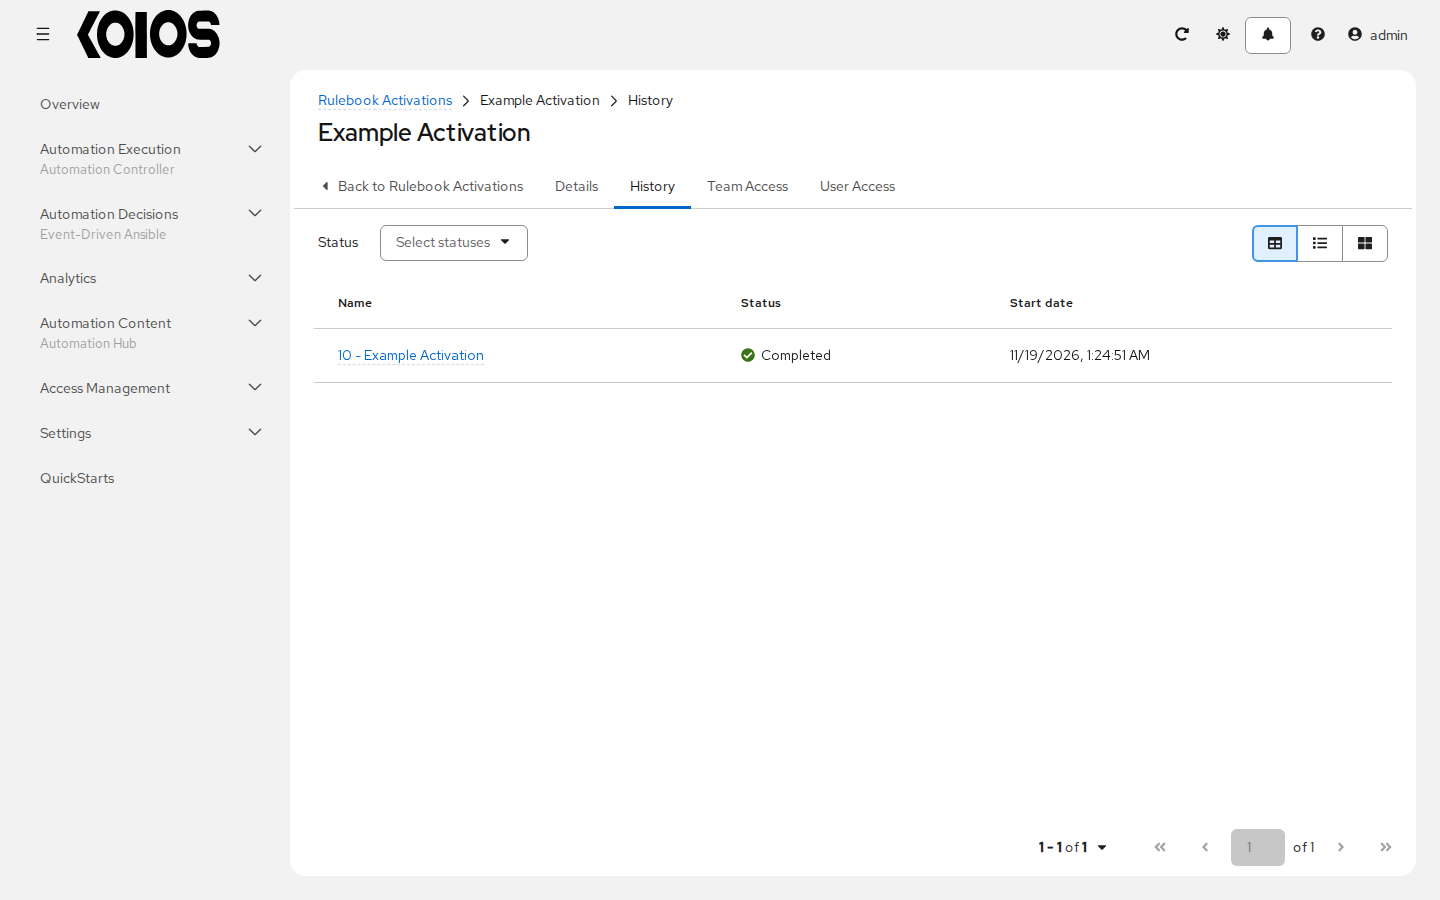 KOIOS
admin
Overview
Automation Execution
Automation Controller
Automation Decisions
Event-Driven Ansible
Analytics
Automation Content
Automation Hub
Access Management
Settings
QuickStarts
Rulebook Activations > Example Activation > History
Example Activation
Back to Rulebook Activations Details History Team Access User Access
Status Select statuses
Name Status Start date
10 - Example Activation Completed 11/19/2026, 1:24:51 AM
1 - 1 of 1 1 of 1